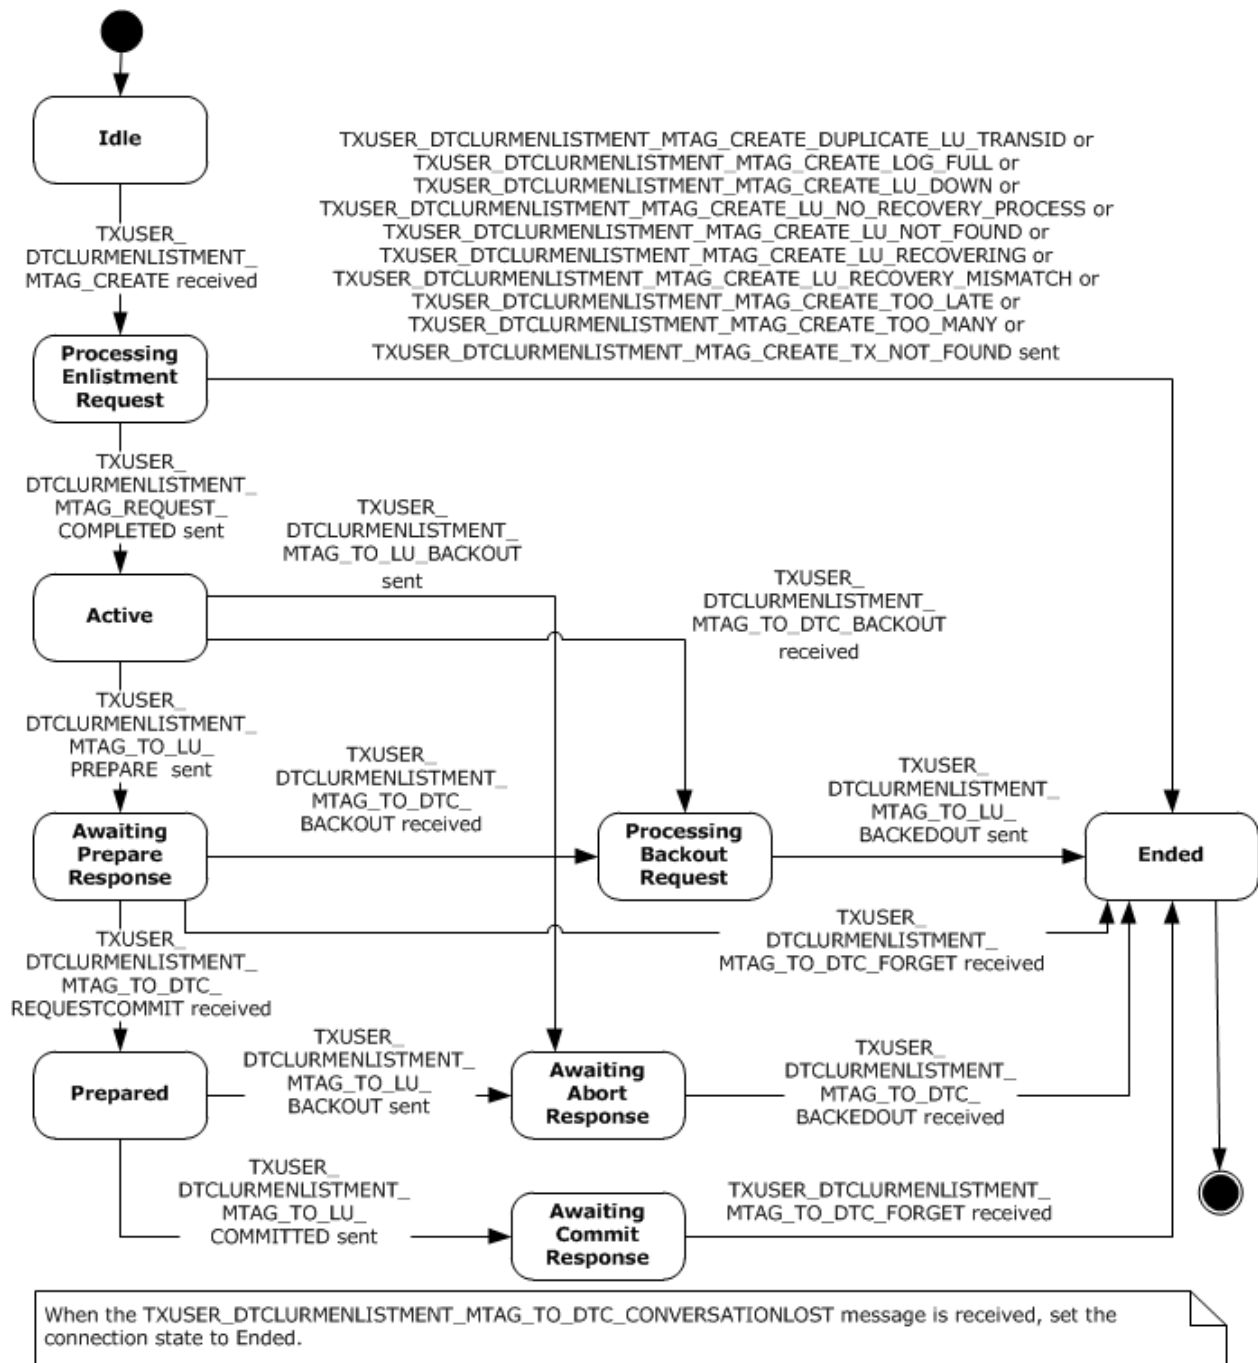 Idle
TXUSER_DTCLURMENLISTMENT_MTAG_CREATE_DUPLICATE_LU_TRANSID or
TXUSER_DTCLURMENLISTMENT_MTAG_CREATE_LOG_FULL or
TXUSER_DTCLURMENLISTMENT_MTAG_CREATE_LU_DOWN or
TXUSER_DTCLURMENLISTMENT_MTAG_CREATE_LU_NO_RECOVERY_PROCESS or
TXUSER_DTCLURMENLISTMENT_MTAG_CREATE_LU_NOT_FOUND or
TXUSER_DTCLURMENLISTMENT_MTAG_CREATE_LU_RECOVERING or
TXUSER_DTCLURMENLISTMENT_MTAG_CREATE_LU_RECOVERY_MISMATCH or
TXUSER_DTCLURMENLISTMENT_MTAG_CREATE_TOO_LATE or
TXUSER_DTCLURMENLISTMENT_MTAG_CREATE_TOO_MANY or
TXUSER_DTCLURMENLISTMENT_MTAG_CREATE_TX_NOT_FOUND sent
TXUSER_
DTCLURMENLISTMENT_
MTAG_CREATE received
Processing
Enlistment
Request
TXUSER_
DTCLURMENLISTMENT_
MTAG_REQUEST_
COMPLETED sent
TXUSER_
DTCLURMENLISTMENT_
MTAG_TO_LU_BACKOUT
sent
Active
TXUSER_
DTCLURMENLISTMENT_
MTAG_TO_DTC_BACKOUT
received
TXUSER_
DTCLURMENLISTMENT_
MTAG_TO_LU_
PREPARE sent
TXUSER_
DTCLURMENLISTMENT_
MTAG_TO_DTC_
BACKOUT received
TXUSER_
DTCLURMENLISTMENT_
MTAG_TO_LU_
BACKEDOUT sent
Awaiting
Prepare
Response
Processing
Backout
Request
Ended
TXUSER_
DTCLURMENLISTMENT_
MTAG_TO_DTC_
REQUESTCOMMIT received
TXUSER_
DTCLURMENLISTMENT_
MTAG_TO_DTC_FORGET received
Prepared
TXUSER_
DTCLURMENLISTMENT_
MTAG_TO_LU_
BACKOUT sent
Awaiting
Abort
Response
TXUSER_
DTCLURMENLISTMENT_
MTAG_TO_DTC_
BACKEDOUT received
TXUSER_
DTCLURMENLISTMENT_
MTAG_TO_LU_
COMMITTED sent
Awaiting
Commit
Response
TXUSER_DTCLURMENLISTMENT_
MTAG_TO_DTC_FORGET received
When the TXUSER_DTCLURMENLISTMENT_MTAG_TO_DTC_CONVERSATIONLOST message is received, set the
connection state to Ended.